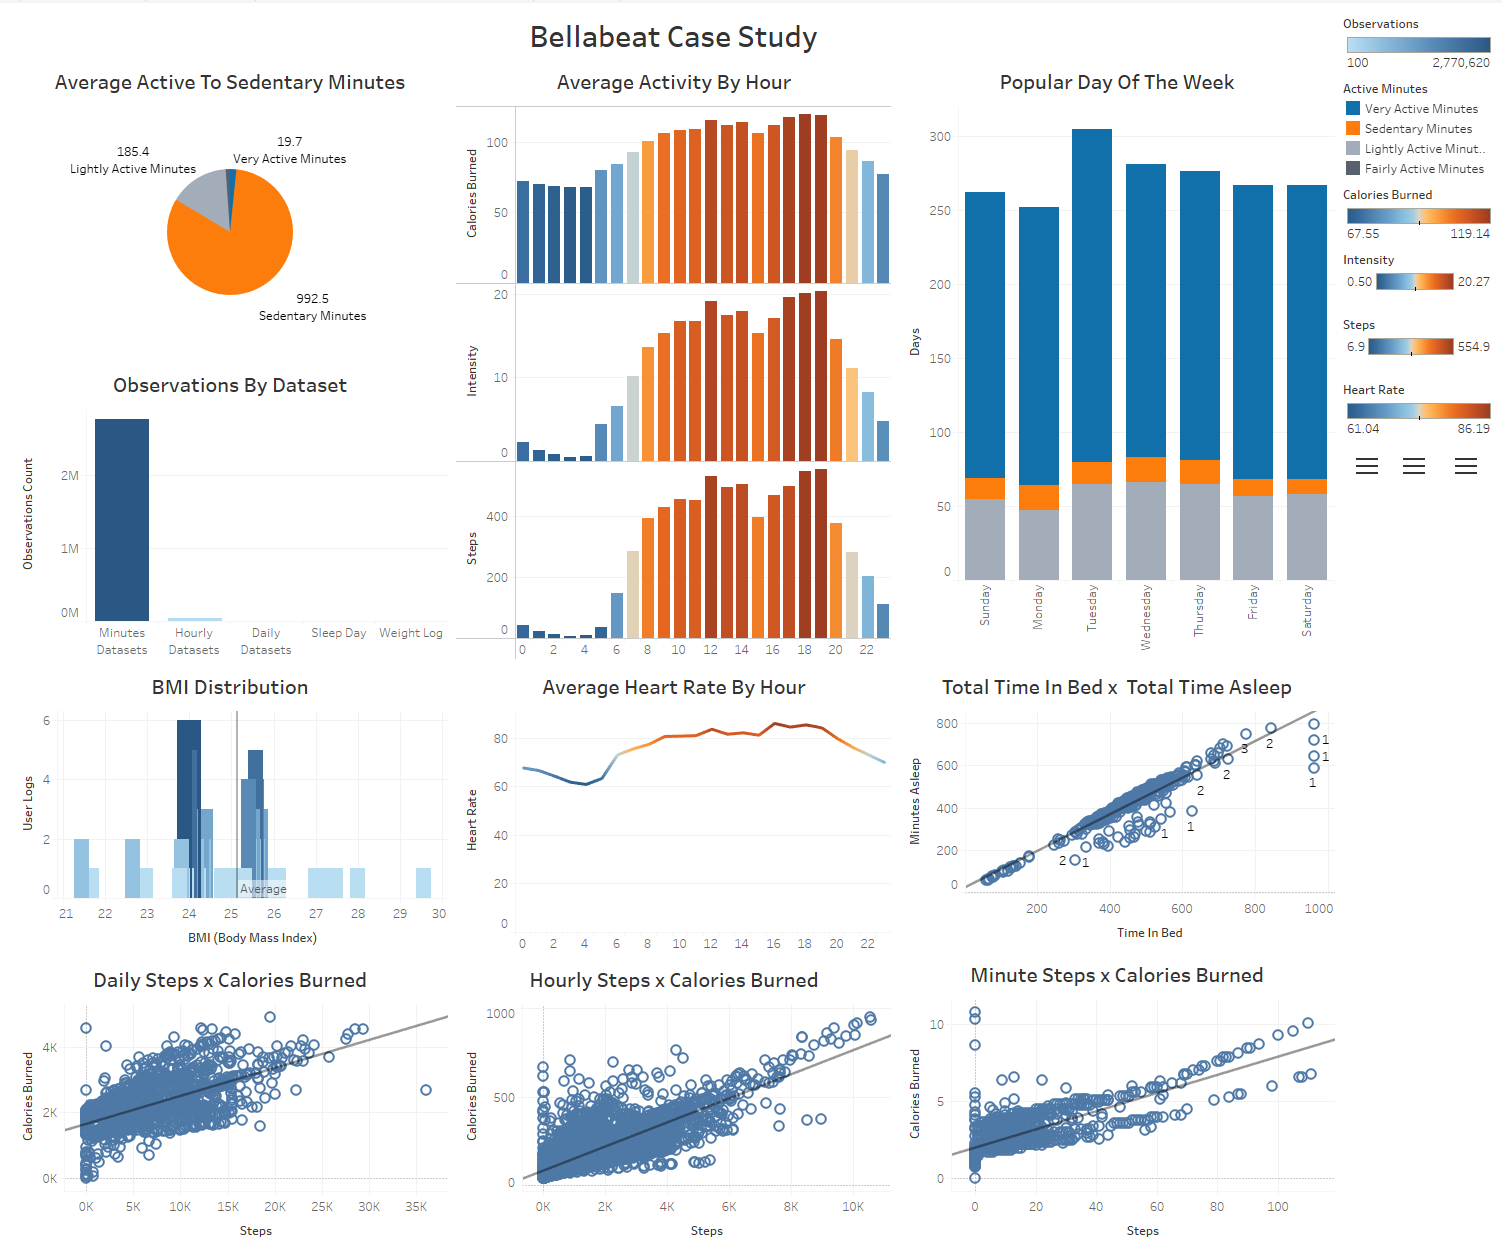 Bellabeat Case Study
Average Active To Sedentary Minutes
19.7
Very Active Minutes
185.4
Lightly Active Minutes
992.5
Sedentary Minutes
Observations By Dataset
Observations Count
2M
1M
0M
Minutes Datasets
Hourly Datasets
Daily Datasets
Sleep Day
Weight Log
Average Activity By Hour
Calories Burned
100
50
0
Intensity
20
10
0
Steps
400
200
0
0 2 4 6 8 10 12 14 16 18 20 22
Popular Day Of The Week
Days
300
250
200
150
100
50
0
Sunday
Monday
Tuesday
Wednesday
Thursday
Friday
Saturday
Observations
100 2,770,620
Active Minutes
Very Active Minutes
Sedentary Minutes
Lightly Active Minut..
Fairly Active Minutes
Calories Burned
67.55 119.14
Intensity
0.50 20.27
Steps
6.9 554.9
Heart Rate
61.04 86.19
BMI Distribution
User Logs
6
4
2
0
Average
21 22 23 24 25 26 27 28 29 30
BMI (Body Mass Index)
Average Heart Rate By Hour
Heart Rate
80
60
40
20
0
0 2 4 6 8 10 12 14 16 18 20 22
Total Time In Bed x Total Time Asleep
Minutes Asleep
800
600
400
200
0
3
2
1
1
2
1
2
1
1
2
1
200 400 600 800 1000
Time In Bed
Daily Steps x Calories Burned
Calories Burned
4K
2K
0K
0K 5K 10K 15K 20K 25K 30K 35K
Steps
Hourly Steps x Calories Burned
Calories Burned
1000
500
0
0K 2K 4K 6K 8K 10K
Steps
Minute Steps x Calories Burned
Calories Burned
10
5
0
0 20 40 60 80 100
Steps